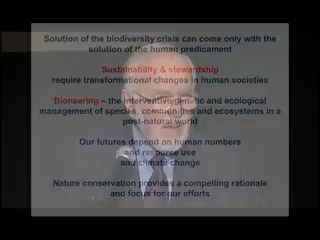 Solution of the biodiversity crisis can come only with the
solution of the human predicament
Sustainability & stewardship
require transformational changes in human societies
Bioneering – the interventive genetic and ecological
management of species, communities and ecosystems in a
post-natural world
Our futures depend on human numbers
and resource use
and climate change
Nature conservation provides a compelling rationale
and focus for our efforts